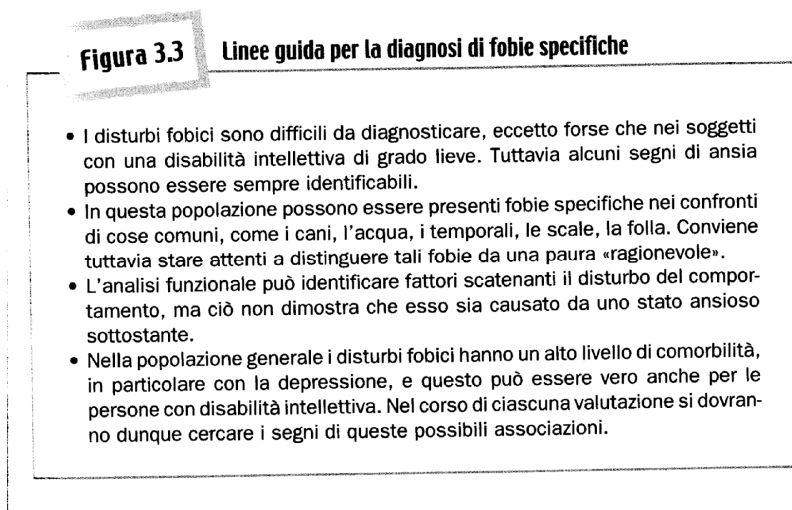 Figura 3.3 Linee guida per la diagnosi di fobie specifiche
• I disturbi fobici sono difficili da diagnosticare, eccetto forse che nei soggetti
con una disabilità intellettiva di grado lieve. Tuttavia alcuni segni di ansia
possono essere sempre identificabili.
• In questa popolazione possono essere presenti fobie specifiche nei confronti
di cose comuni, come i cani, l'acqua, i temporali, le scale, la folla. Conviene
tuttavia stare attenti a distinguere tali fobie da una paura «ragionevole».
• L'analisi funzionale può identificare fattori scatenanti il disturbo del compor-
tamento, ma ciò non dimostra che esso sia causato da uno stato ansioso
sottostante.
• Nella popolazione generale i disturbi fobici hanno un alto livello di comorbilità,
in particolare con la depressione, e questo può essere vero anche per le
persone con disabilità intellettiva. Nel corso di ciascuna valutazione si dovran-
no dunque cercare i segni di queste possibili associazioni.